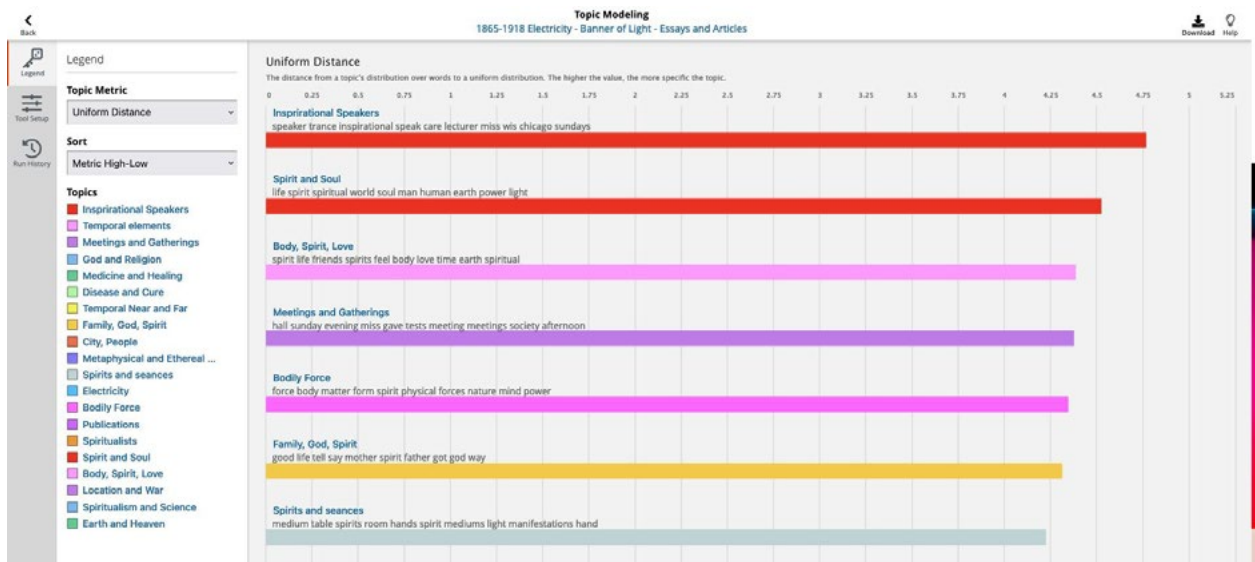 Topic Modeling
1865-1918 Electricity - Banner of Light - Essays and Articles
Back
Download
Help
Legend
Tool Setup
Run History
Legend
Topic Metric
Uniform Distance
Sort
Metric High-Low
Topics
Insprirational Speakers
Temporal elements
Meetings and Gatherings
God and Religion
Medicine and Healing
Disease and Cure
Temporal Near and Far
Family, God, Spirit
City, People
Metaphysical and Ethereal ...
Spirits and seances
Electricity
Bodily Force
Publications
Spiritualists
Spirit and Soul
Body, Spirit, Love
Location and War
Spiritualism and Science
Earth and Heaven
Uniform Distance
The distance from a topic's distribution over words to a uniform distribution. The higher the value, the more specific the topic.
0 0.25 0.5 0.75 1 1.25 1.5 1.75 2 2.25 2.5 2.75 3 3.25 3.5 3.75 4 4.25 4.5 4.75 5 5.25
Insprirational Speakers
speaker trance inspirational speak care lecturer miss wis chicago sundays
Spirit and Soul
life spirit spiritual world soul man human earth power light
Body, Spirit, Love
spirit life friends spirits feel body love time earth spiritual
Meetings and Gatherings
hall sunday evening miss gave tests meeting meetings society afternoon
Bodily Force
force body matter form spirit physical forces nature mind power
Family, God, Spirit
good life tell say mother spirit father got god way
Spirits and seances
medium table spirits room hands spirit mediums light manifestations hand